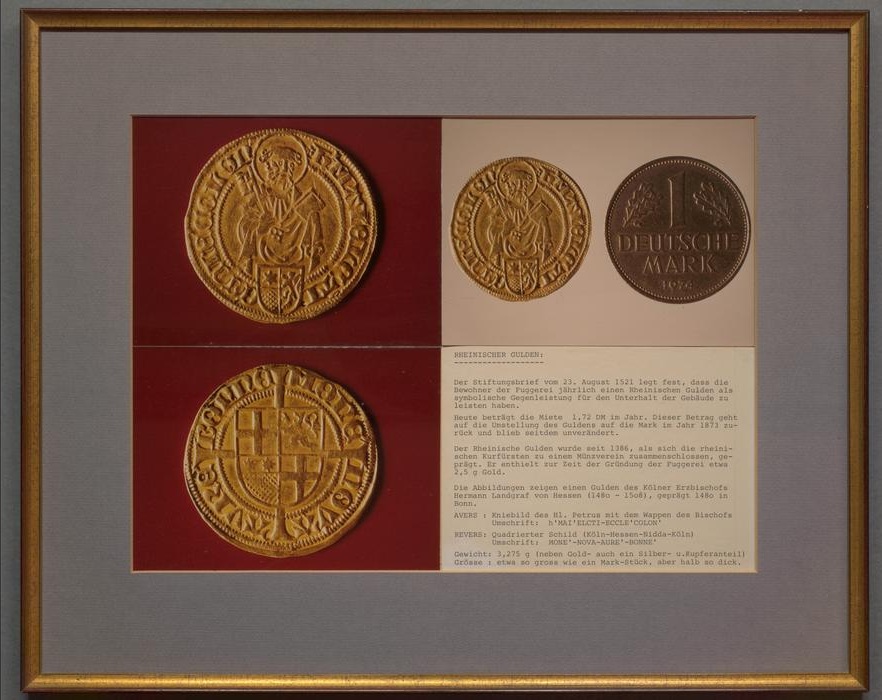 1
DEUTSCHE
MARK
1974
RHEINISCHER GULDEN:
Der Stiftungsbrief vom 23. August 1521 legt fest, dass die
Bewohner der Fuggerei jährlich einen Rheinischen Gulden als
symbolische Gegenleistung für den Unterhalt der Gebäude zu
leisten haben.
Heute beträgt die Miete 1,72 DM im Jahr. Dieser Betrag geht
auf die Umstellung des Guldens auf die Mark im Jahr 1873 zu-
rück und blieb seitdem unverändert.
Der Rheinische Gulden wurde seit 1386, als sich die rheini-
schen Kurfürsten zu einem Münzverein zusammenschlossen, ge-
prägt. Er enthielt zur Zeit der Gründung der Fuggerei etwa
2,5 g Gold.
Die Abbildungen zeigen einen Gulden des Kölner Erzbischofs
Hermann Landgraf von Hessen (148o - 15o8), geprägt 148o in
Bonn.
AVERS : Kniebild des Hl. Petrus mit dem Wappen des Bischofs
Umschrift: h'MAI'ELCTI-ECCLE'COLON'
REVERS: Quadrierter Schild (Köln-Hessen-Nidda-Köln)
Umschrift: MONE'-NOVA-AURE'-BONNE'
Gewicht: 3,275 g (neben Gold- auch ein Silber- u.Kupferanteil)
Grösse : etwa so gross wie ein Mark-Stück, aber halb so dick.